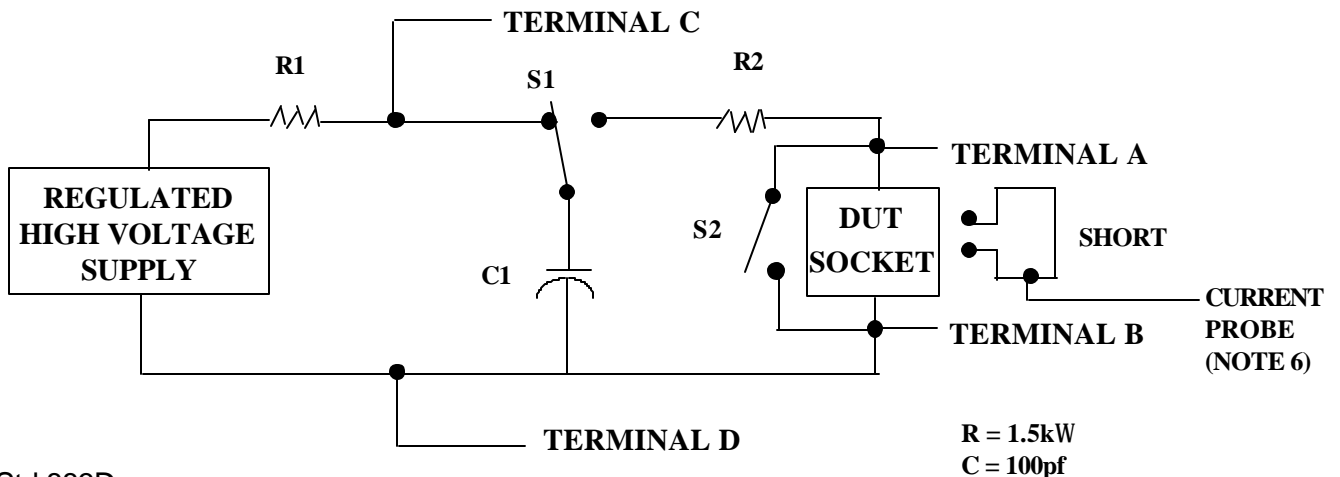 TERMINAL C
R1
S1
R2
TERMINAL A
REGULATED
HIGH VOLTAGE
SUPPLY
C1
S2
DUT
SOCKET
SHORT
CURRENT
PROBE
(NOTE 6)
TERMINAL B
TERMINAL D
R = 1.5kW
C = 100pf